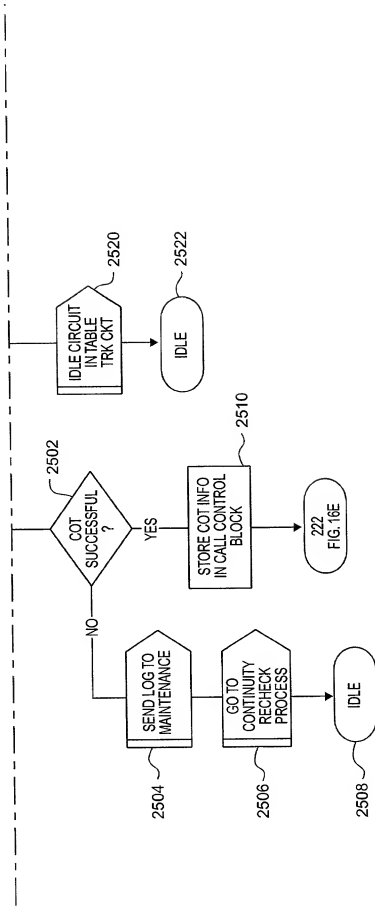 2502
COT
SUCCESSFUL
?
NO
YES
2504
SEND LOG TO
MAINTENANCE
2506
GO TO
CONTINUITY
RECHECK
PROCESS
2508
IDLE
2510
STORE COT INFO
IN CALL CONTROL
BLOCK
222
FIG. 16E
2520
IDLE CIRCUIT
IN TABLE
TRK CKT
2522
IDLE